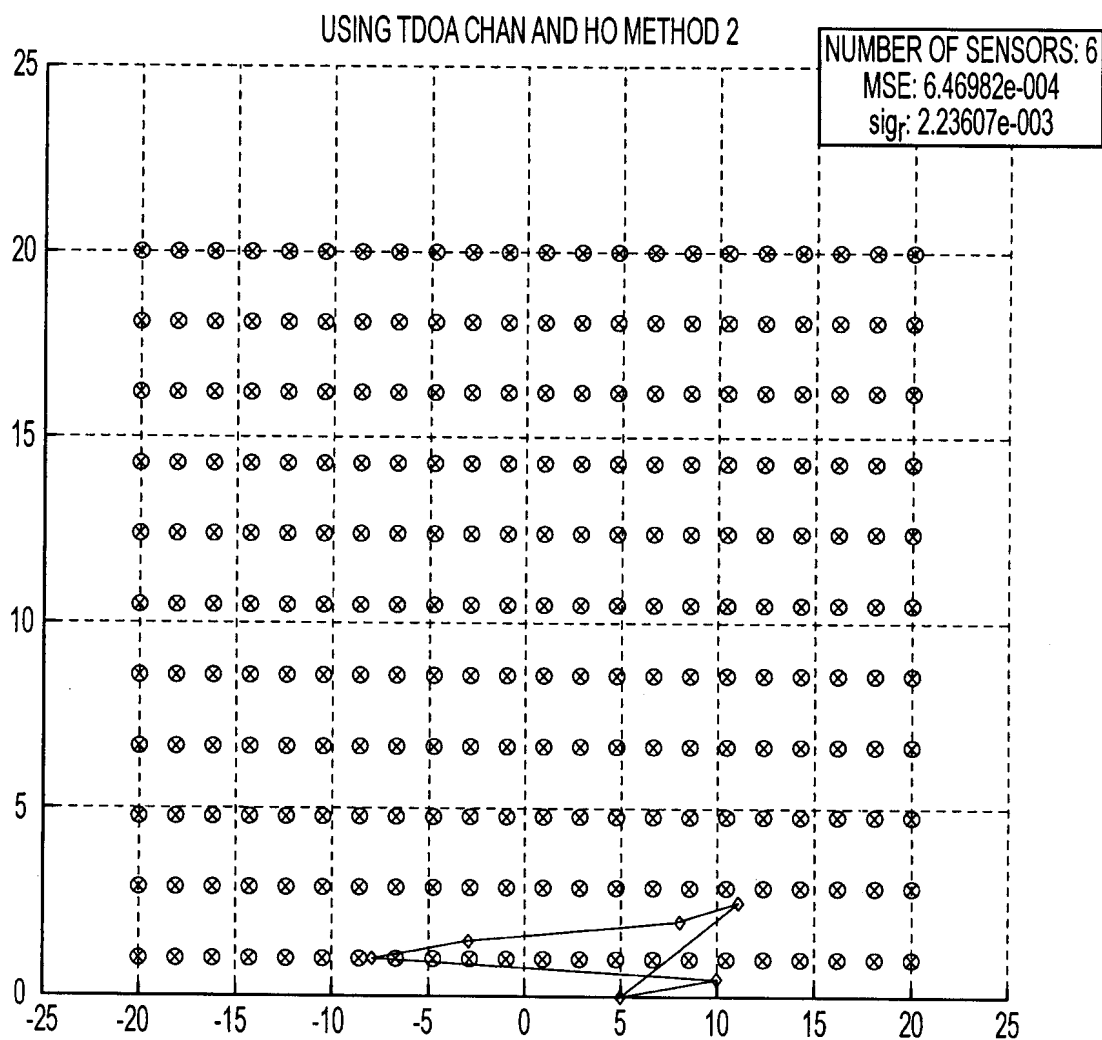 USING TDOA CHAN AND HO METHOD 2
NUMBER OF SENSORS: 6
MSE: 6.46982e-004
sigr: 2.23607e-003
25
20
15
10
5
0
-25 -20 -15 -10 -5 0 5 10 15 20 25